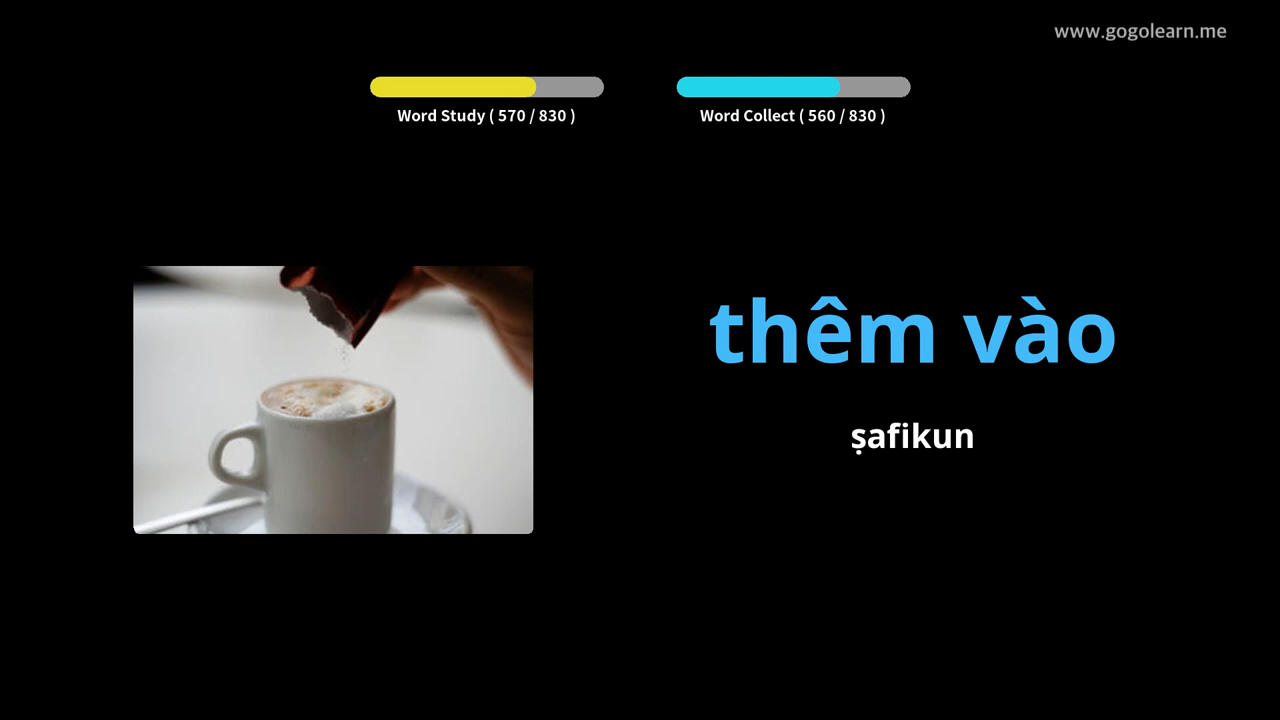 www.gogolearn.me
Word Study ( 570 / 830 )
Word Collect ( 560 / 830 )
thêm vào
ṣafikun